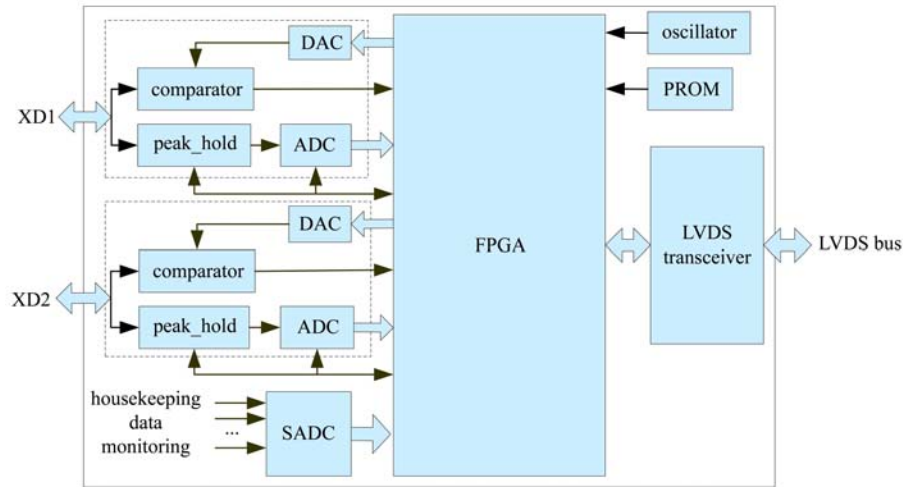 DAC
oscillator
comparator
PROM
XD1
peak_hold
ADC
DAC
FPGA
LVDS
transceiver
LVDS bus
comparator
XD2
peak_hold
ADC
housekeeping
data
...
monitoring
SADC